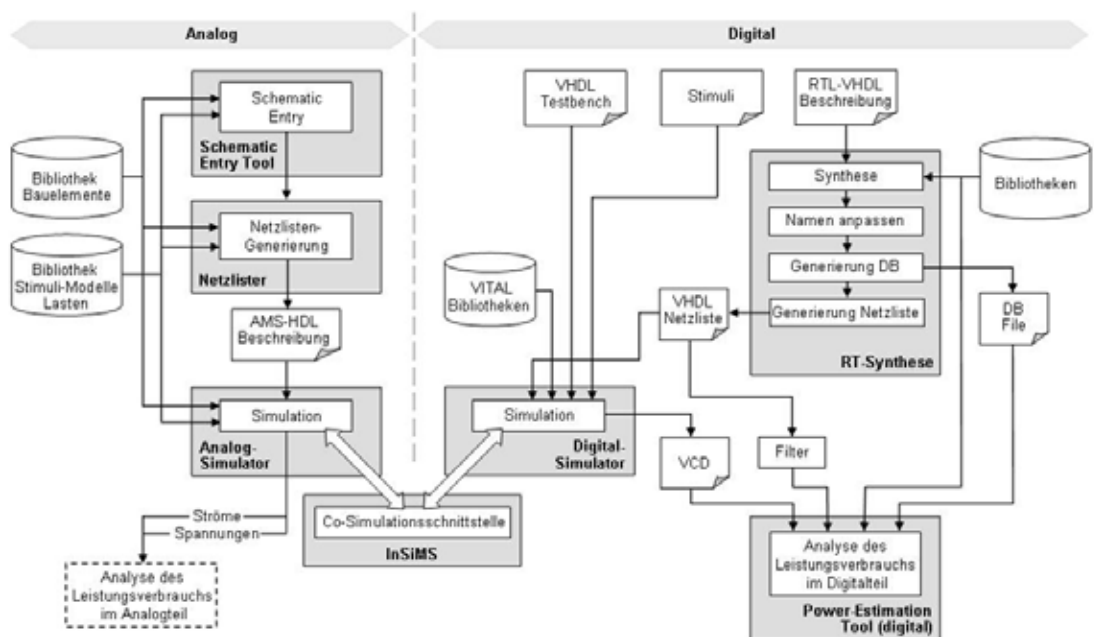 Analog
Digital
Schematic
Entry
Schematic
Entry Tool
Bibliothek
Bauelemente
Netzlisten-
Generierung
Netzlister
Bibliothek
Stimuli-Modelle
Lasten
AMS-HDL
Beschreibung
Simulation
Analog-
Simulator
Ströme
Spannungen
Analyse des
Leistungsverbrauchs
im Analogteil
Co-Simulationsschnittstelle
InSiMS
VHDL
Testbench
Stimuli
RTL-VHDL
Beschreibung
Synthese
Namen anpassen
Generierung DB
Generierung Netzliste
RT-Synthese
Bibliotheken
VITAL
Bibliotheken
VHDL
Netzliste
DB
File
Simulation
Digital-
Simulator
VCD
Filter
Analyse des
Leistungsverbrauchs
im Digitalteil
Power-Estimation
Tool (digital)